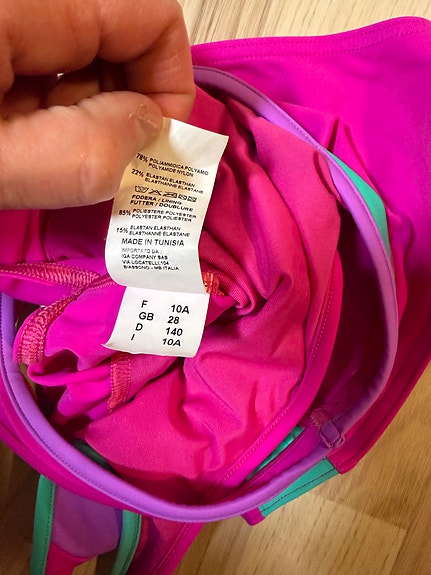 78% POLIAMMIDICA POLYAMID
POLYAMIDE NYLON
22% ELASTAN ELASTHAN
ELASTHANNE ELASTANE
FODERA / LINING
FUTTER / DOUBLURE
85% POLIESTERE POLYESTER
POLYESTER POLYESTER
15% ELASTAN ELASTHAN
ELASTHANNE ELASTANE
MADE IN TUNISIA
IMPORTATO DA:
IGA COMPANY SAS
VIA LOCATELLI,104
BIASSONO - MB ITALIA
F 10A
GB 28
D 140
I 10A